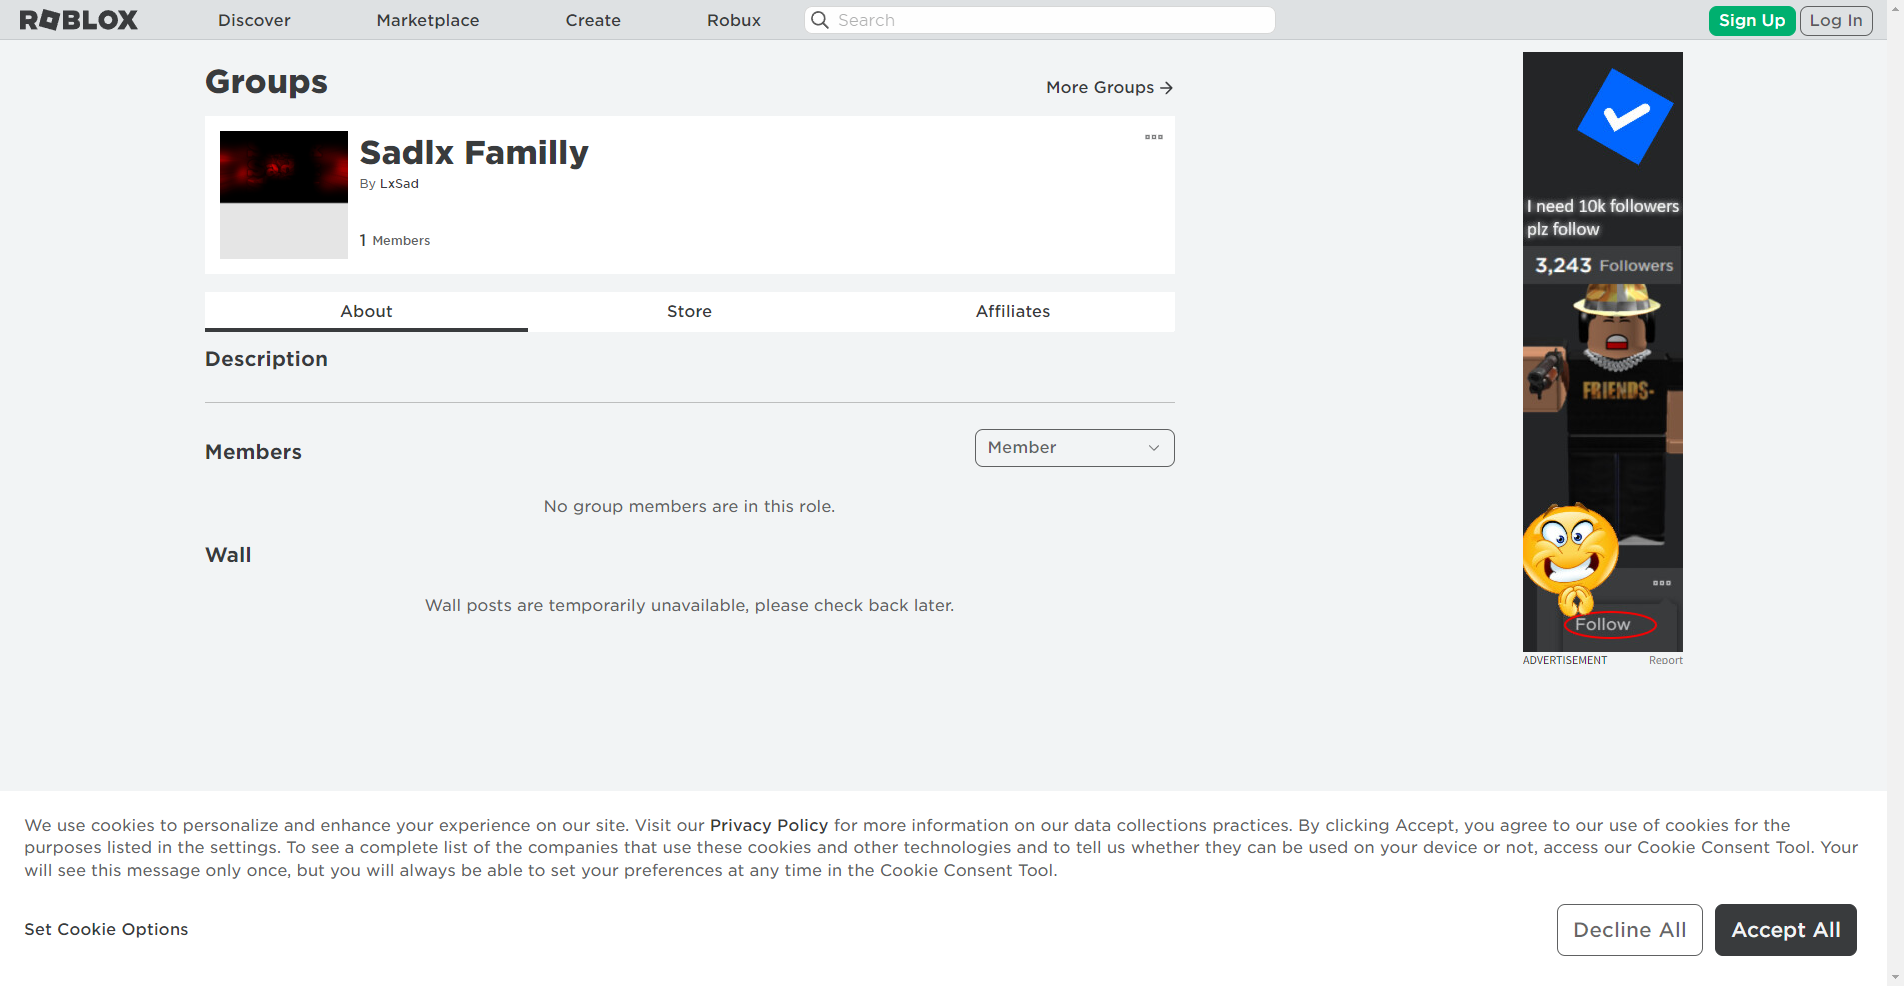 ROBLOX
Discover
Marketplace
Create
Robux
Search
Sign Up
Log In
Groups
More Groups
Sadlx Familly
By LxSad
1 Members
About
Store
Affiliates
Description
Members
Member
No group members are in this role.
Wall
Wall posts are temporarily unavailable, please check back later.
I need 10k followers
plz follow
3,243 Followers
FRIENDS-
Follow
ADVERTISEMENT
Report
We use cookies to personalize and enhance your experience on our site. Visit our Privacy Policy for more information on our data collections practices. By clicking Accept, you agree to our use of cookies for the
purposes listed in the settings. To see a complete list of the companies that use these cookies and other technologies and to tell us whether they can be used on your device or not, access our Cookie Consent Tool. Your
will see this message only once, but you will always be able to set your preferences at any time in the Cookie Consent Tool.
Set Cookie Options
Decline All
Accept All